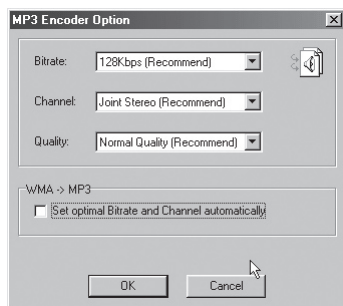 MP3 Encoder Option
Bitrate: 128Kbps (Recommend)
Channel: Joint Stereo (Recommend)
Quality: Normal Quality (Recommend)
WMA -> MP3
Set optimal Bitrate and Channel automatically
OK Cancel